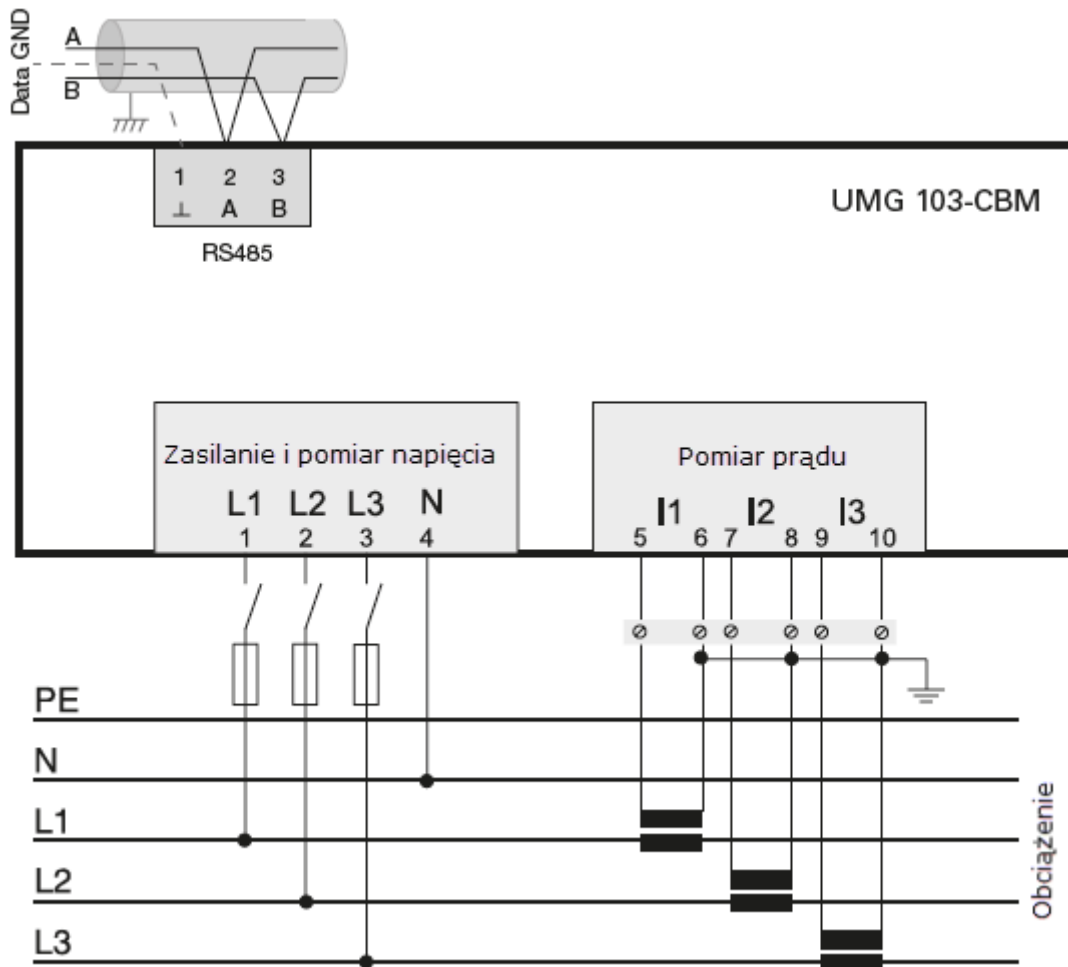 Data GND
A
B
1 2 3
⊥ A B
RS485
UMG 103-CBM
Zasilanie i pomiar napięcia
L1 L2 L3 N
1 2 3 4
Pomiar prądu
I1 I2 I3
5 6 7 8 9 10
PE
N
L1
L2
L3
Obciążenie